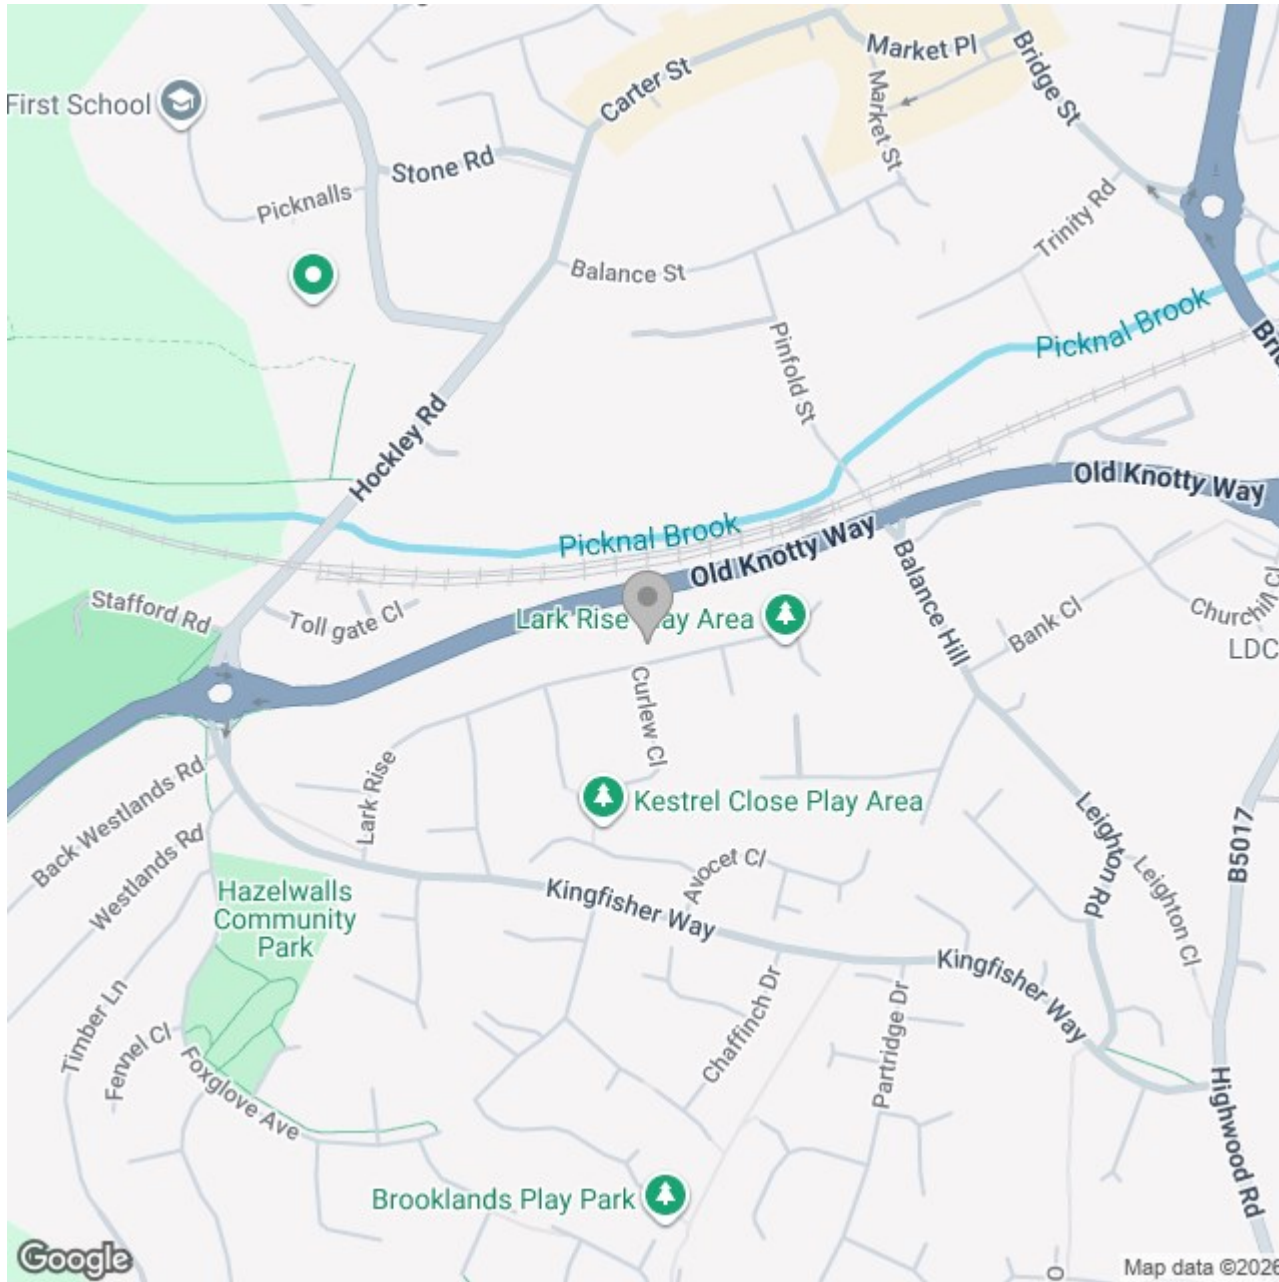 Market Pl
Bridge St
Carter St
First School
Market St
Stone Rd
Picknalls
Trinity Rd
Balance St
Picknal Brook
Pinfold St
Hockley Rd
Old Knotty Way
Picknal Brook
Old Knotty Way
Balance Hill
Stafford Rd
Toll gate Cl
Lark Rise Play Area
Bank Cl
Churchill Cl
LDC
Curlew Cl
Lark Rise
Back Westlands Rd
Kestrel Close Play Area
Leighton Rd
B5017
Westlands Rd
Avocet Cl
Leighton Cl
Hazelwalls
Community
Park
Kingfisher Way
Kingfisher Way
Timber Ln
Fennel Cl
Chaffinch Dr
Partridge Dr
Foxglove Ave
Highwood Rd
Brooklands Play Park
Google
Map data ©2026